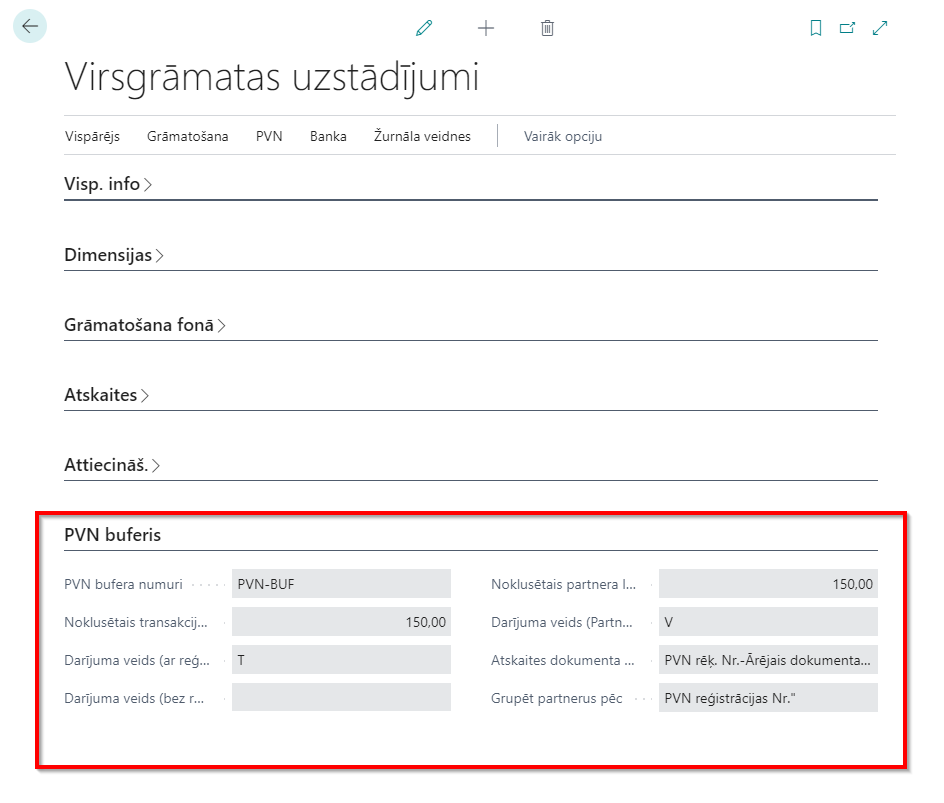 Virsgrāmatas uzstādījumi
Vispārējs Grāmatošana PVN Banka Žurnāla veidnes Vairāk opciju
Visp. info
Dimensijas
Grāmatošana fonā
Atskaites
Attiecināš.
PVN buferis
PVN bufera numuri PVN-BUF Noklusētais partnera l... 150,00
Noklusētais transakcij... 150,00 Darījuma veids (Partn... V
Darījuma veids (ar reģ... T Atskaites dokumenta ... PVN rēķ. Nr.-Ārējais dokumenta...
Darījuma veids (bez r... Grupēt partnerus pēc PVN reģistrācijas Nr."